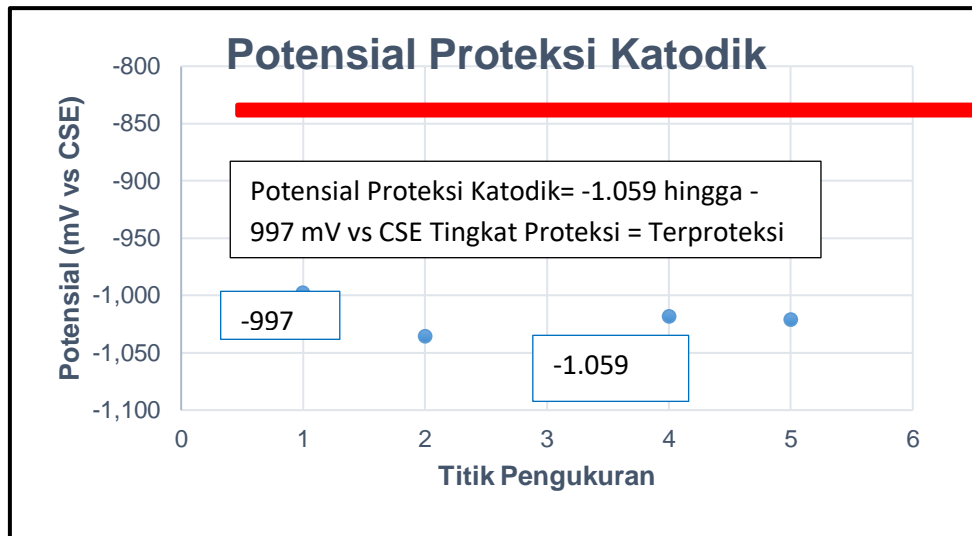 Potensial Proteksi Katodik
Potensial (mV vs CSE)
-800
-850
-900
-950
-1,000
-1,050
-1,100
Potensial Proteksi Katodik= -1.059 hingga -
997 mV vs CSE Tingkat Proteksi = Terproteksi
-997
-1.059
0 1 2 3 4 5 6
Titik Pengukuran